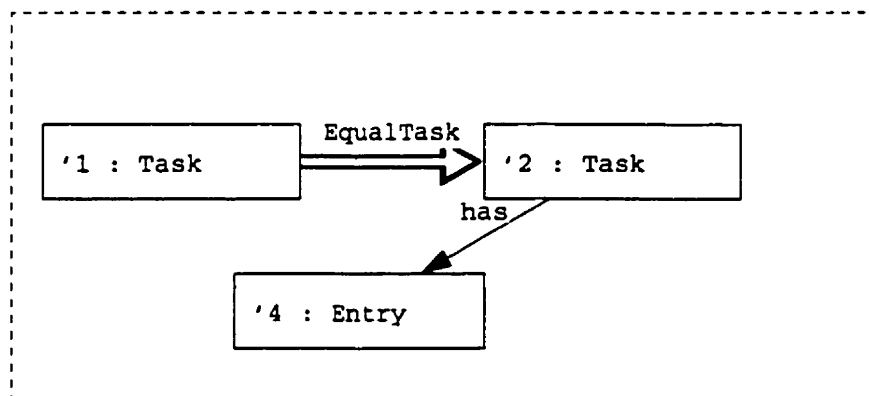 EqualTask
'1 : Task
'2 : Task
has
'4 : Entry